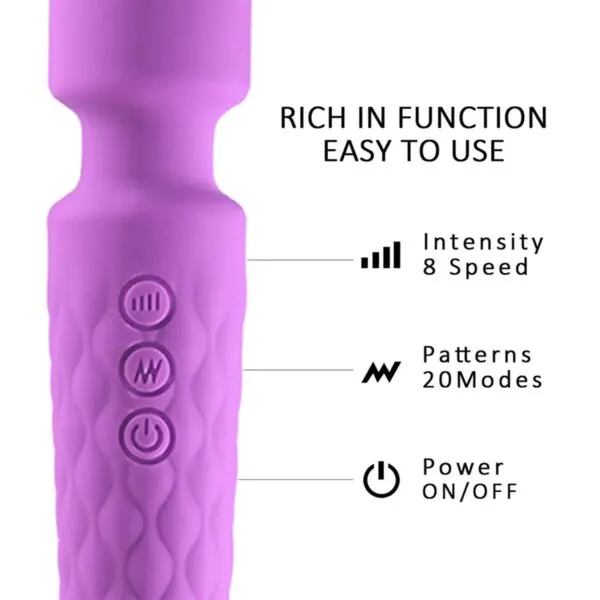 RICH IN FUNCTION
EASY TO USE
Intensity
8 Speed
Patterns
20Modes
Power
ON/OFF